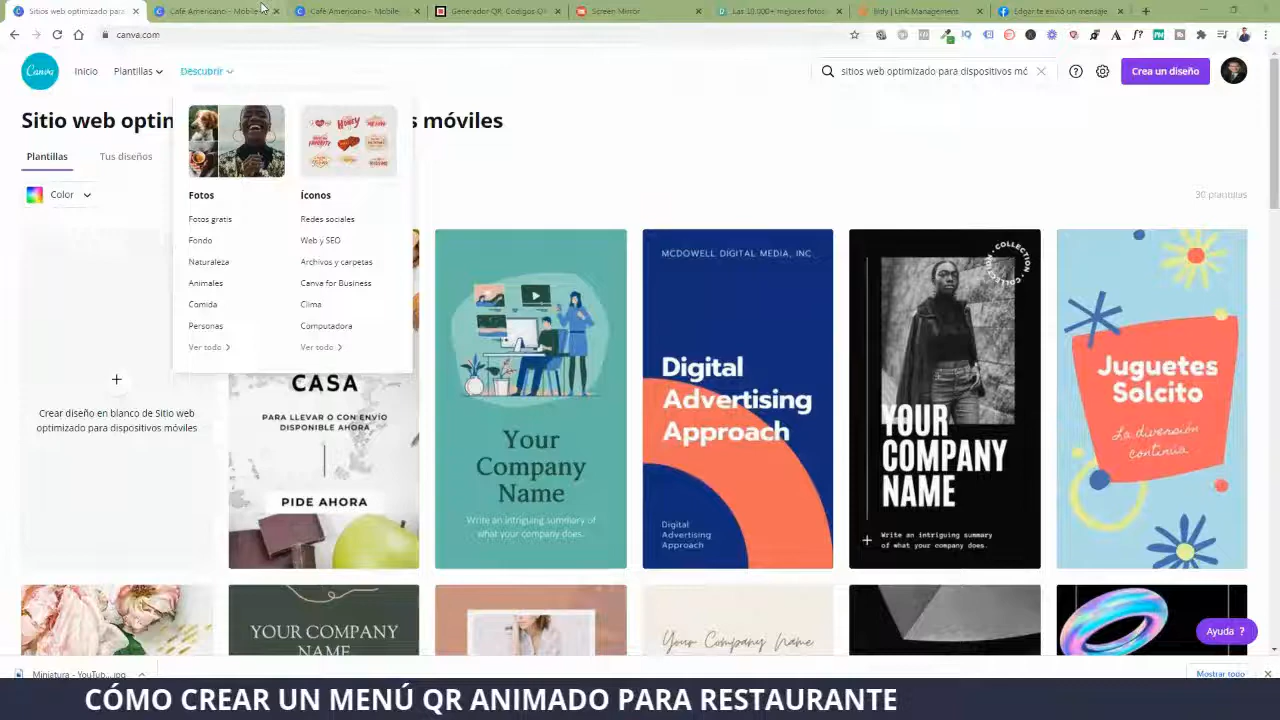 Sitios web optimizado para
Café Americano - Mobile
Café Americano - Mobile
Generador QR: Codigos Q
Screen Mirror
Las 10.000+ mejores fotos
Bitly | Link Management
Edgar te envió un mensaje
canva.com
Canva
Inicio
Plantillas
Descubrir
sitios web optimizado para dispositivos mó
Crea un diseño
Sitio web optim
s móviles
Plantillas
Tus diseños
Color
30 plantillas
Fotos
Fotos gratis
Fondo
Naturaleza
Animales
Comida
Personas
Ver todo
Íconos
Redes sociales
Web y SEO
Archivos y carpetas
Canva for Business
Clima
Computadora
Ver todo
HONEY
Crear diseño en blanco de Sitio web
optimizado para dispositivos móviles
CASA
PARA LLEVAR O CON ENVÍO
DISPONIBLE AHORA
PIDE AHORA
Your
Company
Name
Write an intriguing summary of
what your company does.
MCDOWELL DIGITAL MEDIA, INC.
Digital
Advertising
Approach
Digital
Advertising
Approach
COLLECTION • COLLECTION •
YOUR
COMPANY
NAME
Write an intriguing summary
of what your company does.
Juguetes
Solcito
La diversión
continúa
YOUR COMPANY
NAME
Your Company Name
Ayuda ?
Miniatura - YouTub....jpg
Mostrar todo
CÓMO CREAR UN MENÚ QR ANIMADO PARA RESTAURANTE